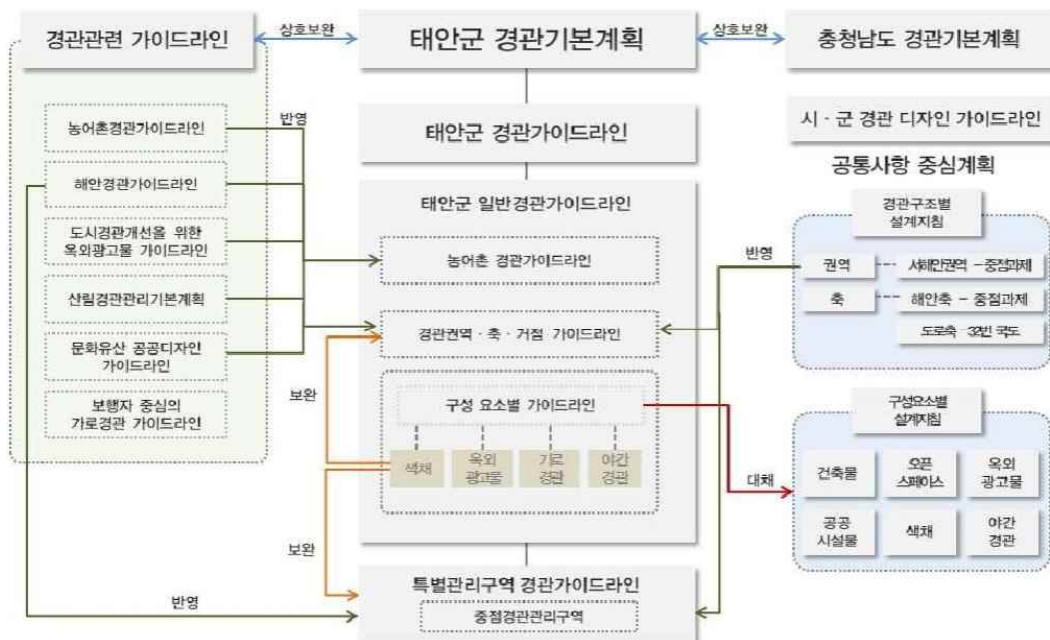 경관관련 가이드라인
상호보완
태안군 경관기본계획
상호보완
충청남도 경관기본계획
농어촌경관가이드라인
반영
해안경관가이드라인
도시경관개선을 위한
옥외광고물 가이드라인
산림경관관리기본계획
문화유산 공공디자인
가이드라인
보행자 중심의
가로경관 가이드라인
태안군 경관가이드라인
태안군 일반경관가이드라인
농어촌 경관가이드라인
경관권역 · 축 · 거점 가이드라인
보완
구성 요소별 가이드라인
색채
옥외
광고물
가로
경관
야간
경관
보완
특별관리구역 경관가이드라인
중점경관관리구역
반영
시 · 군 경관 디자인 가이드라인
공통사항 중심계획
경관구조별
설계지침
반영
권역
서해안권역 – 중점과제
축
해안축 – 중점과제
도로축 · 32번 국도
구성요소별
설계지침
대체
건축물
오픈
스페이스
옥외
광고물
공공
시설물
색채
야간
경관